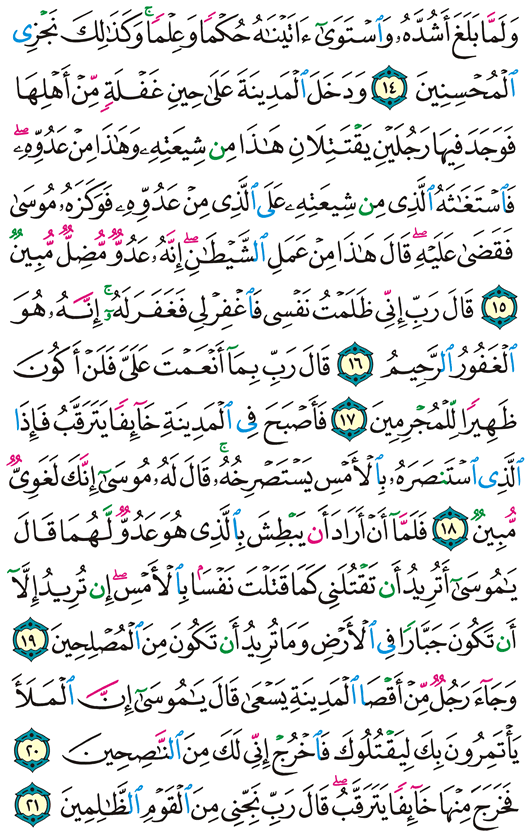 وَلَمَّا بَلَغَ أَشُدَّهُۥ وَٱسْتَوَىٰٓ ءَاتَيْنَٰهُ حُكْمًا وَعِلْمًا ۚ وَكَذَٰلِكَ نَجْزِى
ٱلْمُحْسِنِينَ ١٤ وَدَخَلَ ٱلْمَدِينَةَ عَلَىٰ حِينِ غَفْلَةٍ مِّنْ أَهْلِهَا
فَوَجَدَ فِيهَا رَجُلَيْنِ يَقْتَتِلَانِ هَٰذَا مِن شِيعَتِهِۦ وَهَٰذَا مِنْ عَدُوِّهِۦ ۖ
فَٱسْتَغَٰثَهُ ٱلَّذِى مِن شِيعَتِهِۦ عَلَى ٱلَّذِى مِنْ عَدُوِّهِۦ فَوَكَزَهُۥ مُوسَىٰ
فَقَضَىٰ عَلَيْهِ ۖ قَالَ هَٰذَا مِنْ عَمَلِ ٱلشَّيْطَٰنِ ۖ إِنَّهُۥ عَدُوٌّ مُّضِلٌّ مُّبِينٌ
١٥ قَالَ رَبِّ إِنِّى ظَلَمْتُ نَفْسِى فَٱغْفِرْ لِى فَغَفَرَ لَهُۥٓ ۚ إِنَّهُۥ هُوَ
ٱلْغَفُورُ ٱلرَّحِيمُ ١٦ قَالَ رَبِّ بِمَآ أَنْعَمْتَ عَلَىَّ فَلَنْ أَكُونَ
ظَهِيرًا لِّلْمُجْرِمِينَ ١٧ فَأَصْبَحَ فِى ٱلْمَدِينَةِ خَآئِفًا يَتَرَقَّبُ فَإِذَا
ٱلَّذِى ٱسْتَنصَرَهُۥ بِٱلْأَمْسِ يَسْتَصْرِخُهُۥ ۚ قَالَ لَهُۥ مُوسَىٰٓ إِنَّكَ لَغَوِىٌّ
مُّبِينٌ ١٨ فَلَمَّآ أَنْ أَرَادَ أَن يَبْطِشَ بِٱلَّذِى هُوَ عَدُوٌّ لَّهُمَا قَالَ
يَٰمُوسَىٰٓ أَتُرِيدُ أَن تَقْتُلَنِى كَمَا قَتَلْتَ نَفْسًۢا بِٱلْأَمْسِ ۖ إِن تُرِيدُ إِلَّآ
أَن تَكُونَ جَبَّارًا فِى ٱلْأَرْضِ وَمَا تُرِيدُ أَن تَكُونَ مِنَ ٱلْمُصْلِحِينَ ١٩
وَجَآءَ رَجُلٌ مِّنْ أَقْصَا ٱلْمَدِينَةِ يَسْعَىٰ قَالَ يَٰمُوسَىٰٓ إِنَّ ٱلْمَلَأَ
يَأْتَمِرُونَ بِكَ لِيَقْتُلُوكَ فَٱخْرُجْ إِنِّى لَكَ مِنَ ٱلنَّٰصِحِينَ ٢٠
فَخَرَجَ مِنْهَا خَآئِفًا يَتَرَقَّبُ ۖ قَالَ رَبِّ نَجِّنِى مِنَ ٱلْقَوْمِ ٱلظَّٰلِمِينَ ٢١